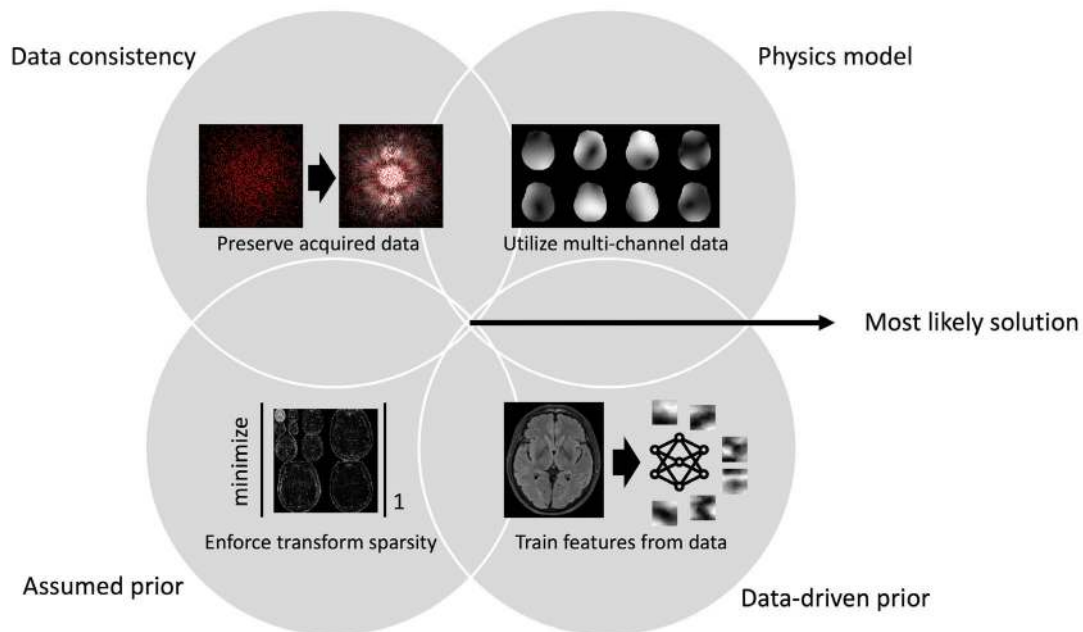 Data consistency
Physics model
Preserve acquired data
Utilize multi-channel data
Most likely solution
minimize
1
Enforce transform sparsity
Train features from data
Assumed prior
Data-driven prior